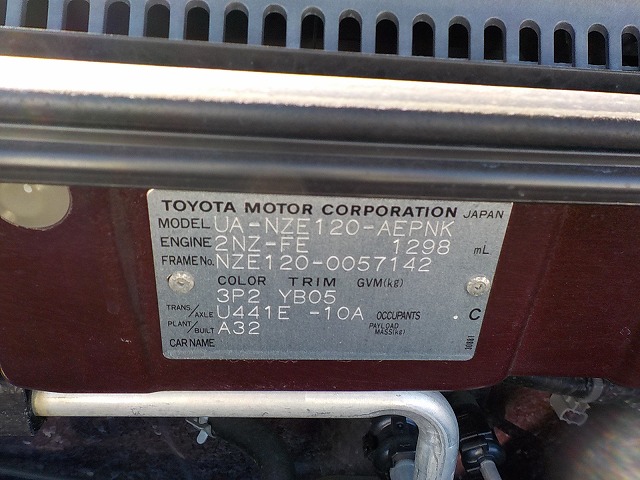 TOYOTA MOTOR CORPORATION JAPAN
MODEL UA-NZE120-AEPNK
ENGINE 2NZ-FE 1298 mL
FRAME No. NZE120-0057142
COLOR TRIM GVM(kg)
3P2 YB05
TRANS/AXLE U441E -10A OCCUPANTS C
PLANT/BUILT A32 PAYLOAD MASS(kg)
CAR NAME